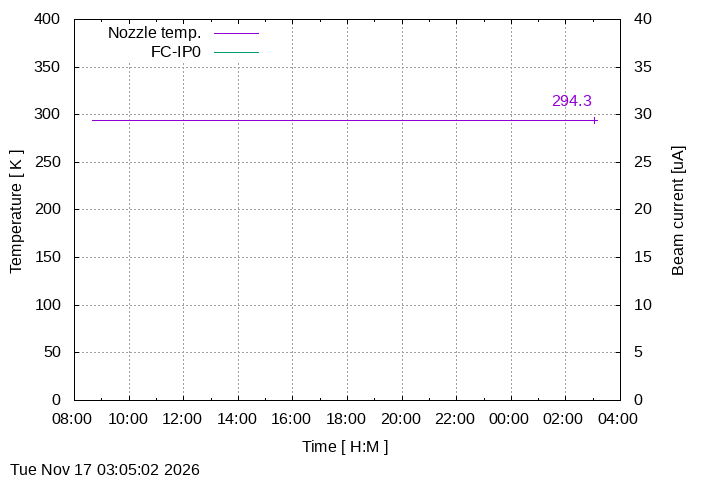 Nozzle temp.
FC-IP0
294.3
400
350
300
250
200
150
100
50
0
Temperature [ K ]
40
35
30
25
20
15
10
5
0
Beam current [uA]
08:00 10:00 12:00 14:00 16:00 18:00 20:00 22:00 00:00 02:00 04:00
Time [ H:M ]
Tue Nov 17 03:05:02 2026